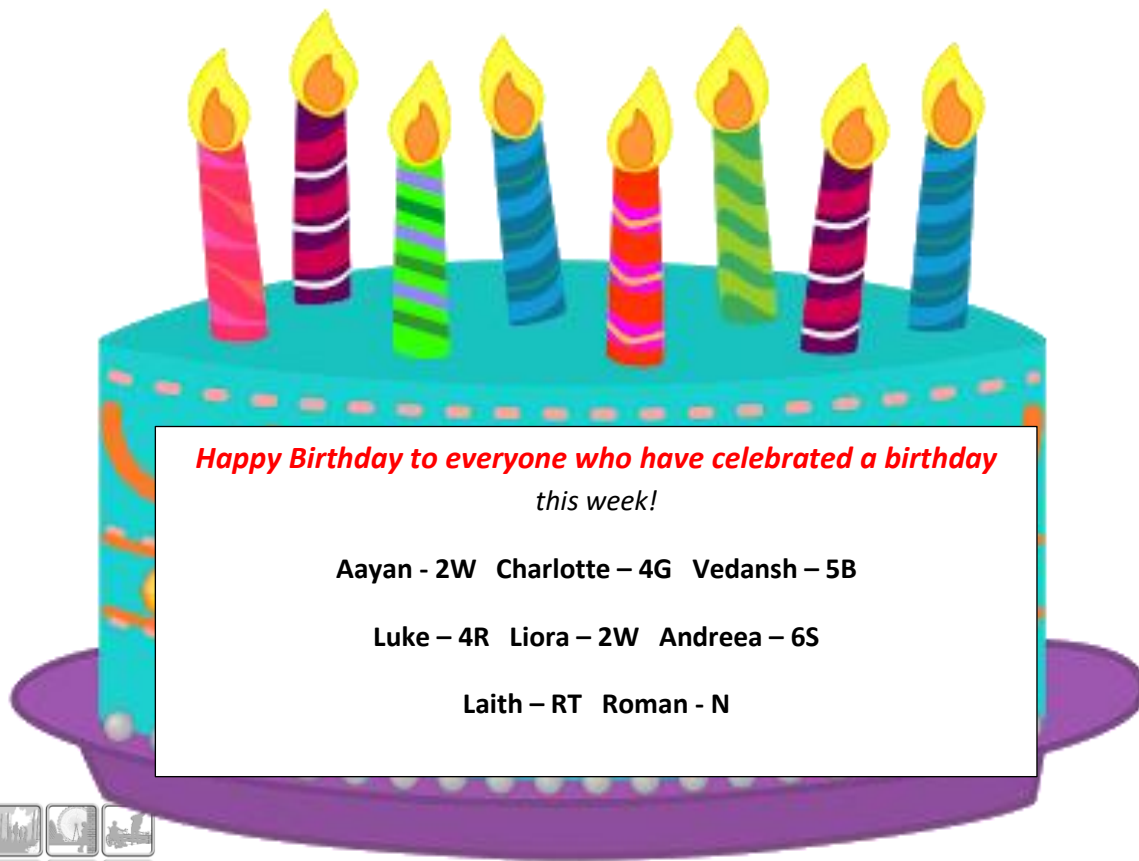 Happy Birthday to everyone who have celebrated a birthday
this week!
Aayan - 2W Charlotte – 4G Vedansh – 5B
Luke – 4R Liora – 2W Andreea – 6S
Laith – RT Roman - N